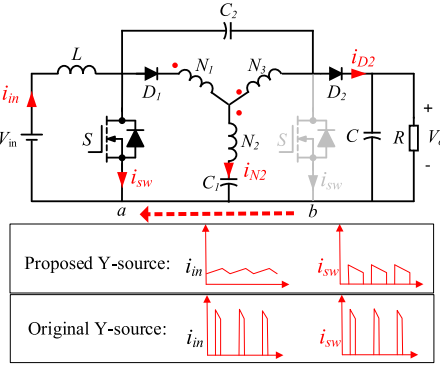 C2
L
N1
N3
iD2
D1
D2
iin
Vin
S
N2
S
C
R
+
V
-
iN2
isw
C1
isw
a
b
Proposed Y-source:
iin
isw
Original Y-source:
iin
isw